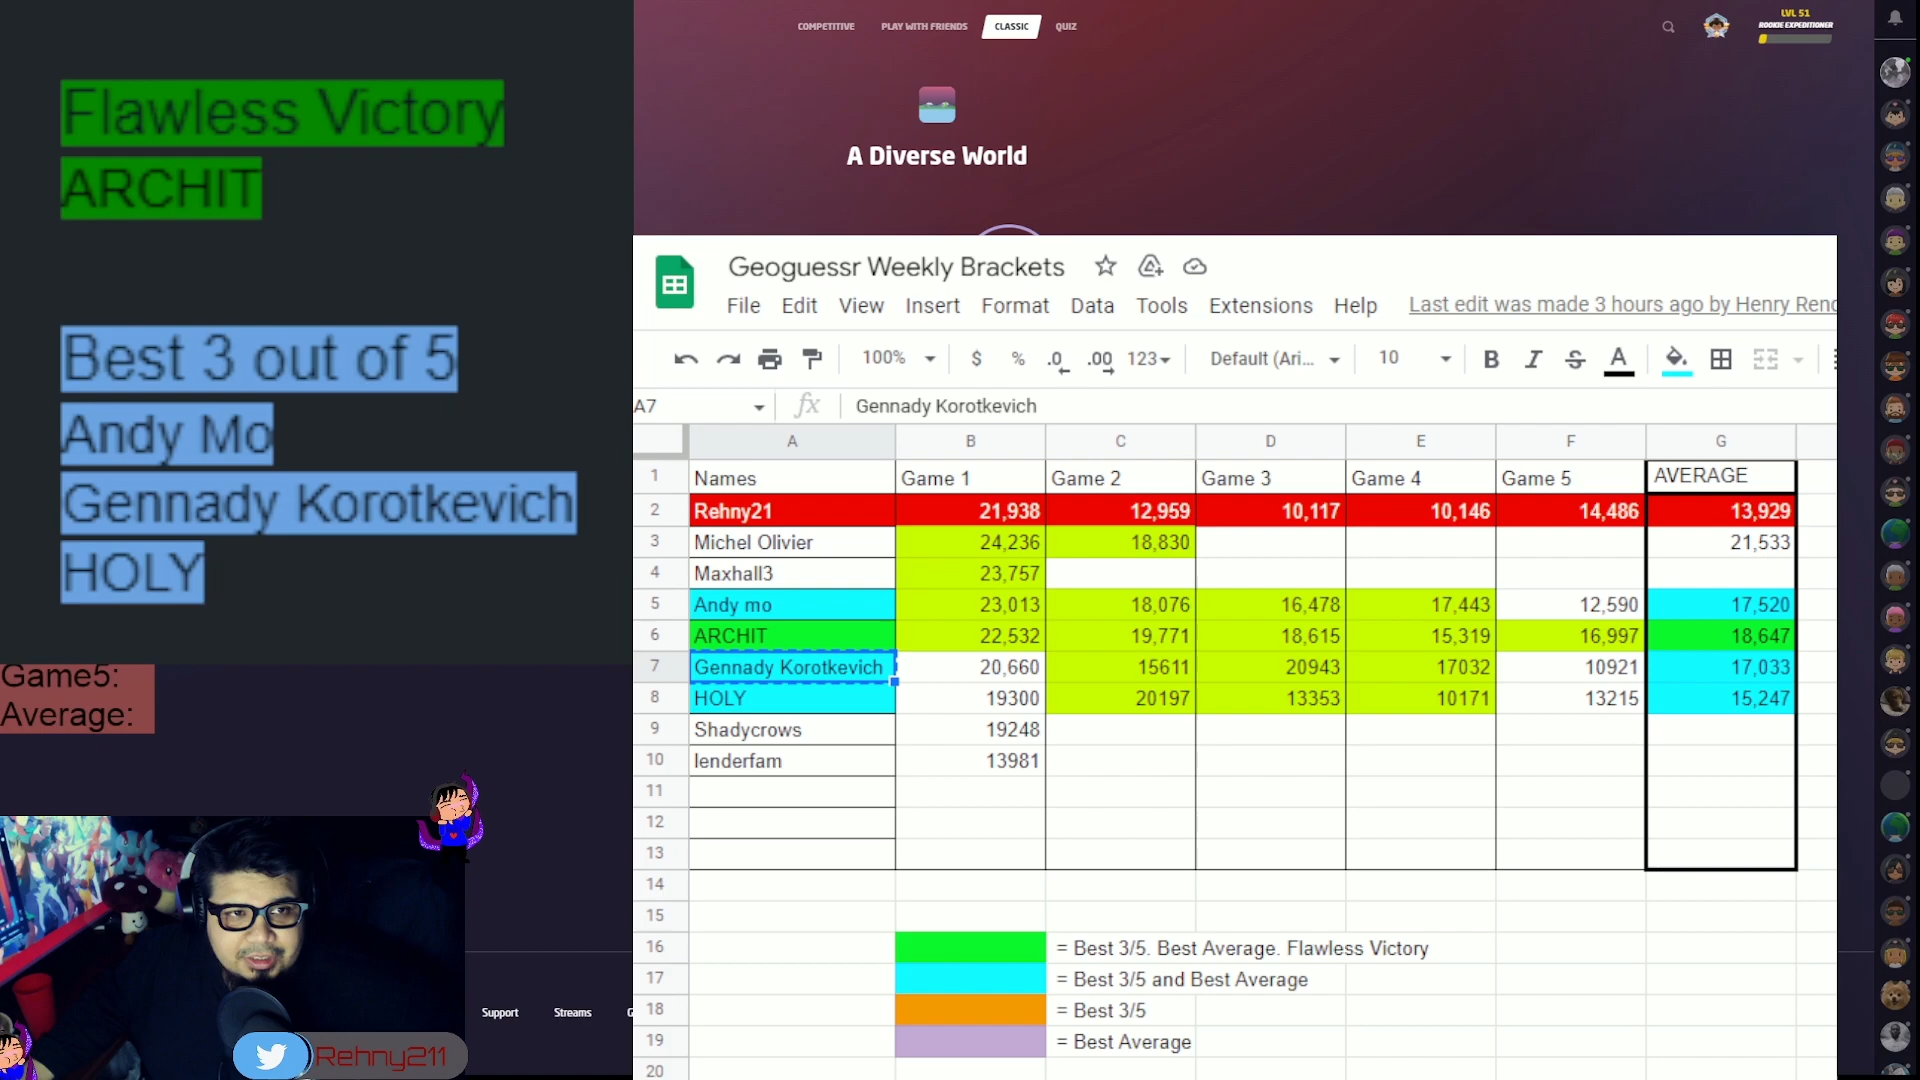 COMPETITIVE PLAY WITH FRIENDS CLASSIC QUIZ
LVL 51
ROOKIE EXPEDITIONER
A Diverse World
Flawless Victory
ARCHIT
Best 3 out of 5
Andy Mo
Gennady Korotkevich
HOLY
Game5:
Average:
Geoguessr Weekly Brackets
File Edit View Insert Format Data Tools Extensions Help Last edit was made 3 hours ago by Henry Reno
100% $ % .0 .00 123 Default (Ari... 10 B I S A
A7 fx Gennady Korotkevich
A B C D E F G
1 Names Game 1 Game 2 Game 3 Game 4 Game 5 AVERAGE
2 Rehny21 21,938 12,959 10,117 10,146 14,486 13,929
3 Michel Olivier 24,236 18,830 21,533
4 Maxhall3 23,757
5 Andy mo 23,013 18,076 16,478 17,443 12,590 17,520
6 ARCHIT 22,532 19,771 18,615 15,319 16,997 18,647
7 Gennady Korotkevich 20,660 15611 20943 17032 10921 17,033
8 HOLY 19300 20197 13353 10171 13215 15,247
9 Shadycrows 19248
10 lenderfam 13981
11
12
13
14
15
16 = Best 3/5. Best Average. Flawless Victory
17 = Best 3/5 and Best Average
18 = Best 3/5
19 = Best Average
20
Support Streams
Rehny211